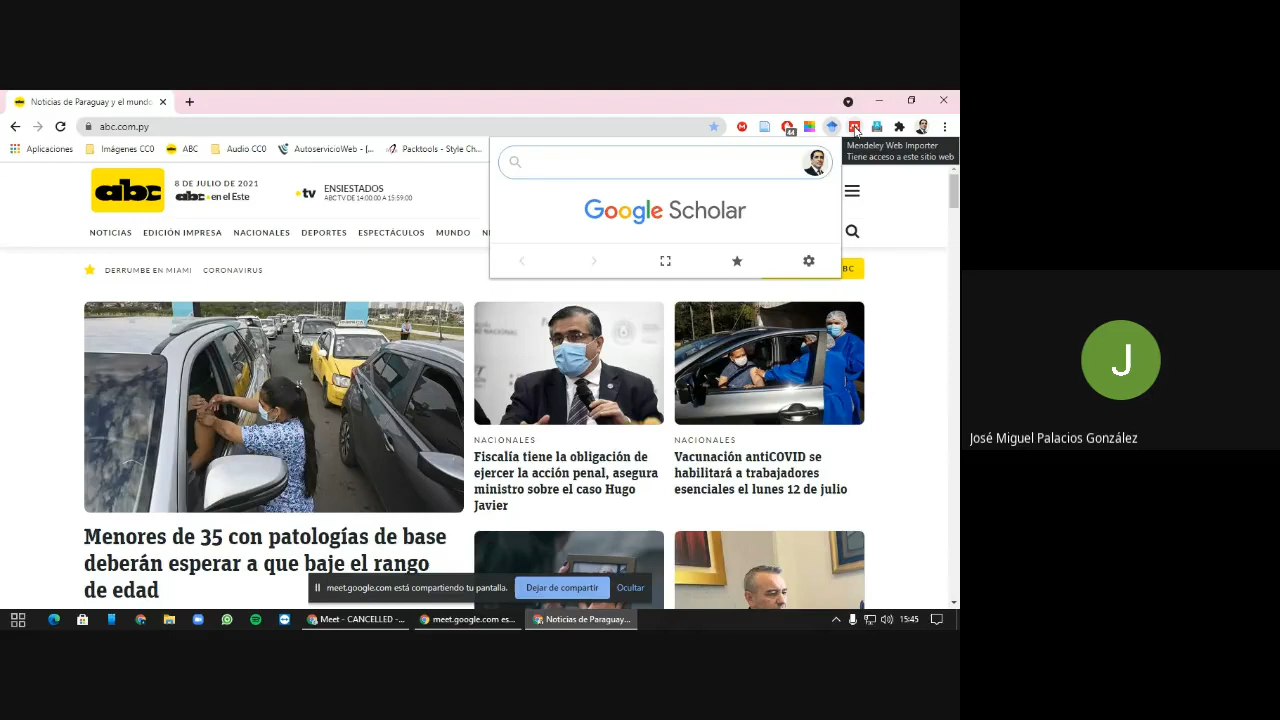 Noticias de Paraguay y el mundo
abc.com.py
44
Mendeley Web Importer
Tiene acceso a este sitio web
Aplicaciones
Imágenes CC0
ABC
Audio CC0
AutoservicioWeb - [...
Packtools - Style Ch...
abc
8 DE JULIO DE 2021
abc en el Este
tv
ENSIESTADOS
ABC TV DE 14:00:00 A 15:59:00
Google Scholar
NOTICIAS
EDICIÓN IMPRESA
NACIONALES
DEPORTES
ESPECTÁCULOS
MUNDO
DERRUMBE EN MIAMI
CORONAVIRUS
BC
NACIONALES
Fiscalía tiene la obligación de
ejercer la acción penal, asegura
ministro sobre el caso Hugo
Javier
NACIONALES
Vacunación antiCOVID se
habilitará a trabajadores
esenciales el lunes 12 de julio
Menores de 35 con patologías de base
deberán esperar a que baje el rango
de edad
meet.google.com está compartiendo tu pantalla.
Dejar de compartir
Ocultar
Meet - CANCELLED -...
meet.google.com es...
Noticias de Paraguay...
15:45
J
José Miguel Palacios González